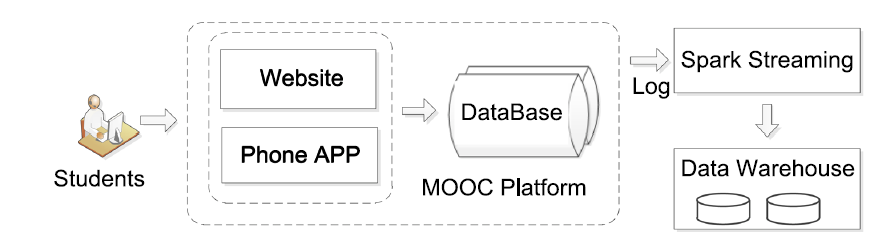 Students
Website
Phone APP
DataBase
MOOC Platform
Log
Spark Streaming
Data Warehouse